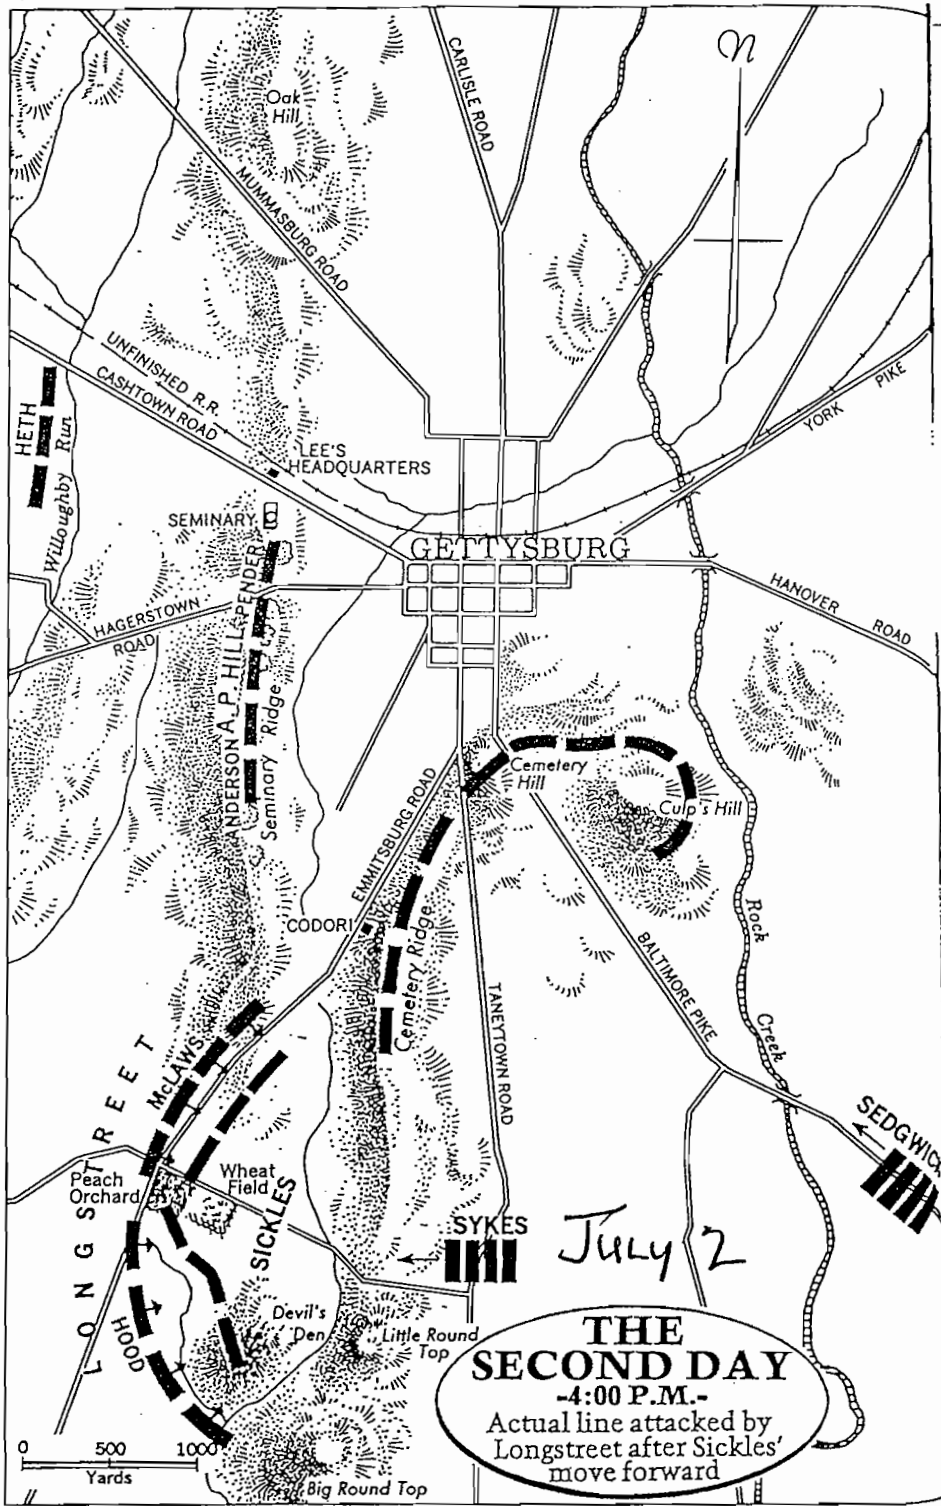 N
Oak
Hill
CARLISLE ROAD
MUMMASBURG ROAD
UNFINISHED R.R.
CASHTOWN ROAD
YORK PIKE
HETH
Willoughby Run
LEE'S
HEADQUARTERS
SEMINARY
GETTYSBURG
HANOVER ROAD
HAGERSTOWN
ROAD
PENDER
A.P. HILL
ANDERSON
Seminary Ridge
Cemetery
Hill
Culp's Hill
EMMITSBURG ROAD
CODORI
Cemetery Ridge
Rock Creek
BALTIMORE PIKE
TANEYTOWN ROAD
McLAWS
LONGSTREET
SEDGWICK
Peach
Orchard
Wheat
Field
SICKLES
SYKES
July 2
HOOD
Devil's
Den
Little Round
Top
THE
SECOND DAY
-4:00 P.M.-
Actual line attacked by
Longstreet after Sickles'
move forward
0 500 1000
Yards
Big Round Top